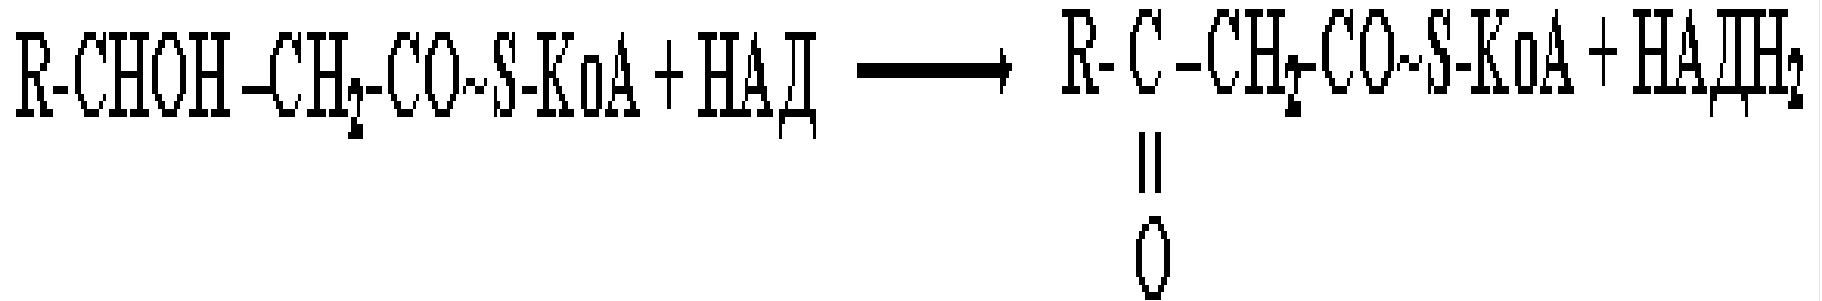 R-CHOH–CH₂-CO~S-KoA + НАД → R-C–CH₂-CO~S-KoA + НАДН₂
||
O